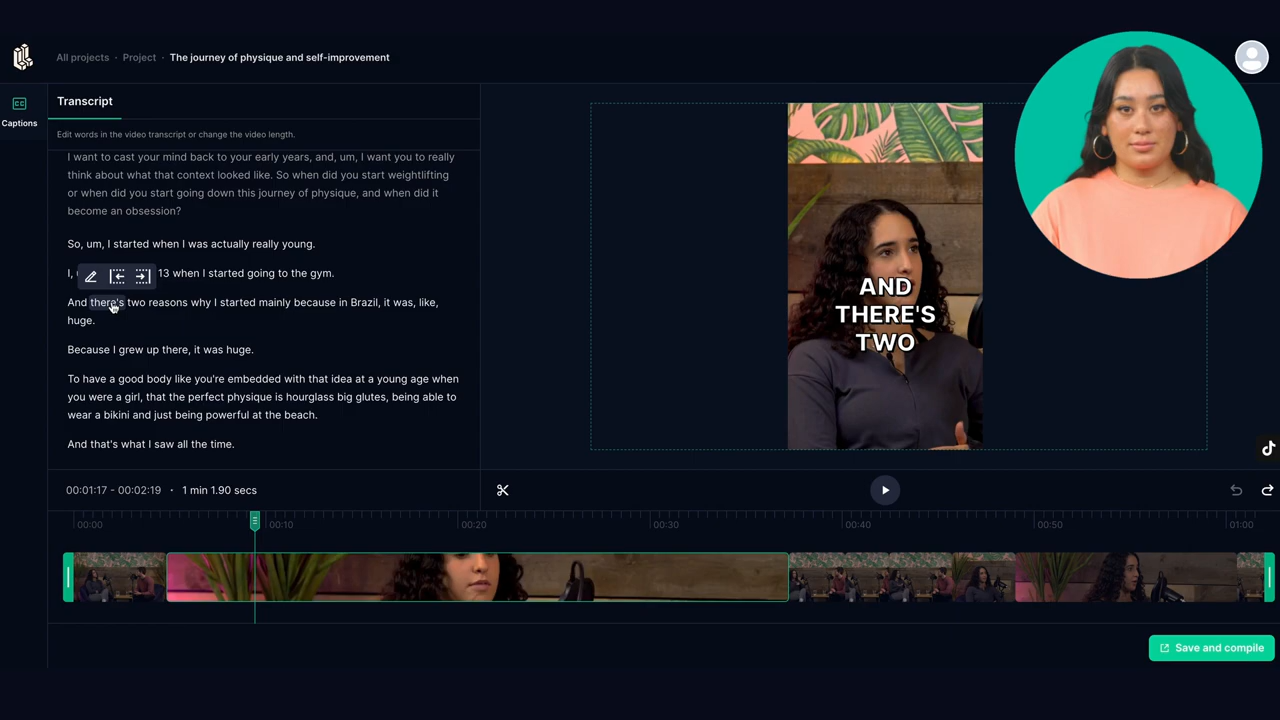 All projects · Project · The journey of physique and self-improvement
CC
Captions
Transcript
Edit words in the video transcript or change the video length.
I want to cast your mind back to your early years, and, um, I want you to really
think about what that context looked like. So when did you start weightlifting
or when did you start going down this journey of physique, and when did it
become an obsession?
So, um, I started when I was actually really young.
I, 13 when I started going to the gym.
And there's two reasons why I started mainly because in Brazil, it was, like,
huge.
Because I grew up there, it was huge.
To have a good body like you're embedded with that idea at a young age when
you were a girl, that the perfect physique is hourglass big glutes, being able to
wear a bikini and just being powerful at the beach.
And that's what I saw all the time.
AND
THERE'S
TWO
00:01:17 - 00:02:19 · 1 min 1.90 secs
00:00 00:10 00:20 00:30 00:40 00:50 01:00
Save and compile